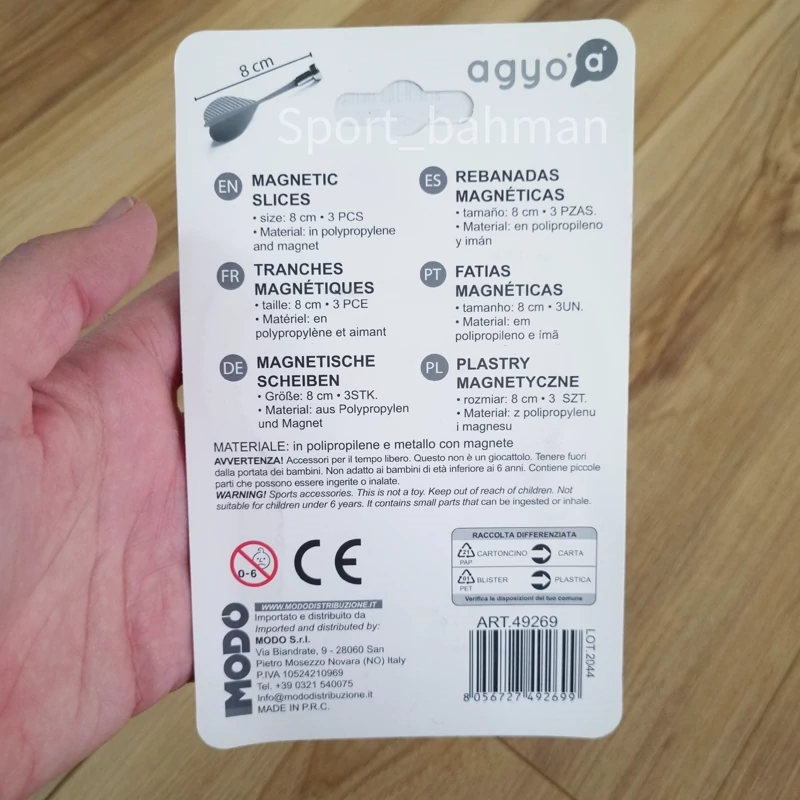 8 cm
agyo a
Sport_bahman
EN MAGNETIC
SLICES
• size: 8 cm • 3 PCS
• Material: in polypropylene
and magnet
ES REBANADAS
MAGNÉTICAS
• tamaño: 8 cm • 3 PZAS.
• Material: en polipropileno
y imán
FR TRANCHES
MAGNÉTIQUES
• taille: 8 cm • 3 PCE
• Matériel: en
polypropylène et aimant
PT FATIAS
MAGNÉTICAS
• tamanho: 8 cm • 3UN.
• Material: em
polipropileno e ímã
DE MAGNETISCHE
SCHEIBEN
• Größe: 8 cm • 3STK.
• Material: aus Polypropylen
und Magnet
PL PLASTRY
MAGNETYCZNE
• rozmiar: 8 cm • 3 SZT.
• Materiał: z polipropylenu
i magnesu
MATERIALE: in polipropilene e metallo con magnete
AVVERTENZA! Accessori per il tempo libero. Questo non è un giocattolo. Tenere fuori
dalla portata dei bambini. Non adatto ai bambini di età inferiore ai 6 anni. Contiene piccole
parti che possono essere ingerite o inalate.
WARNING! Sports accessories. This is not a toy. Keep out of reach of children. Not
suitable for children under 6 years. It contains small parts that can be ingested or inhale.
0-6
CE
RACCOLTA DIFFERENZIATA
21 PAP CARTONCINO CARTA
01 PET BLISTER PLASTICA
Verifica le disposizioni del tuo comune
MODO
WWW.MODODISTRIBUZIONE.IT
Importato e distribuito da
Imported and distributed by:
MODO S.r.l.
Via Biandrate, 9 - 28060 San
Pietro Mosezzo Novara (NO) Italy
P.IVA 10524210969
Tel. +39 0321 540075
Info@mododistribuzione.it
MADE IN P.R.C.
ART.49269
8 056727 492699
LOT.2044